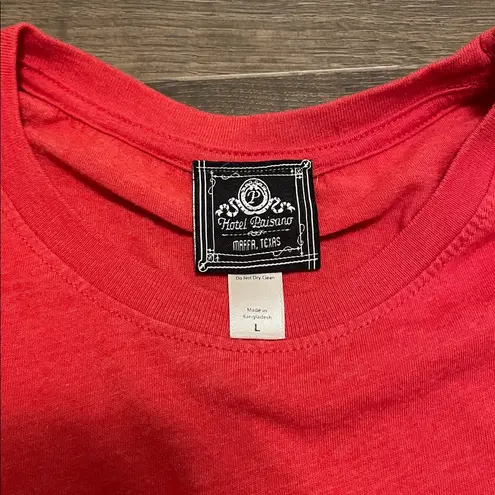 P
Hotel Paisano
MARFA, TEXAS
Do Not Dry Clean
Made in
Bangladesh
L